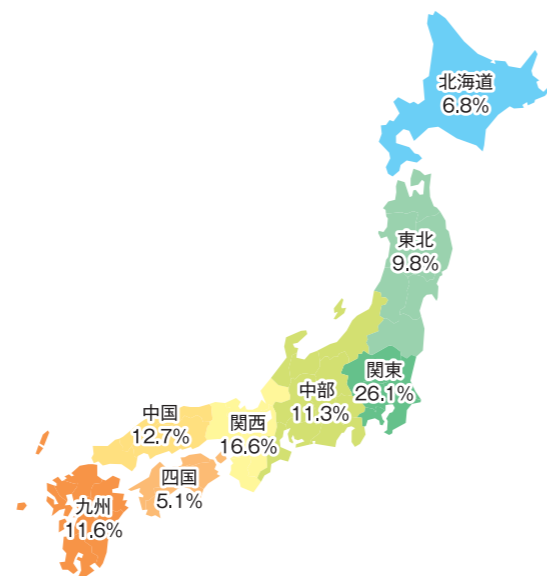 北海道
6.8%
東北
9.8%
関東
26.1%
中部
11.3%
関西
16.6%
中国
12.7%
四国
5.1%
九州
11.6%